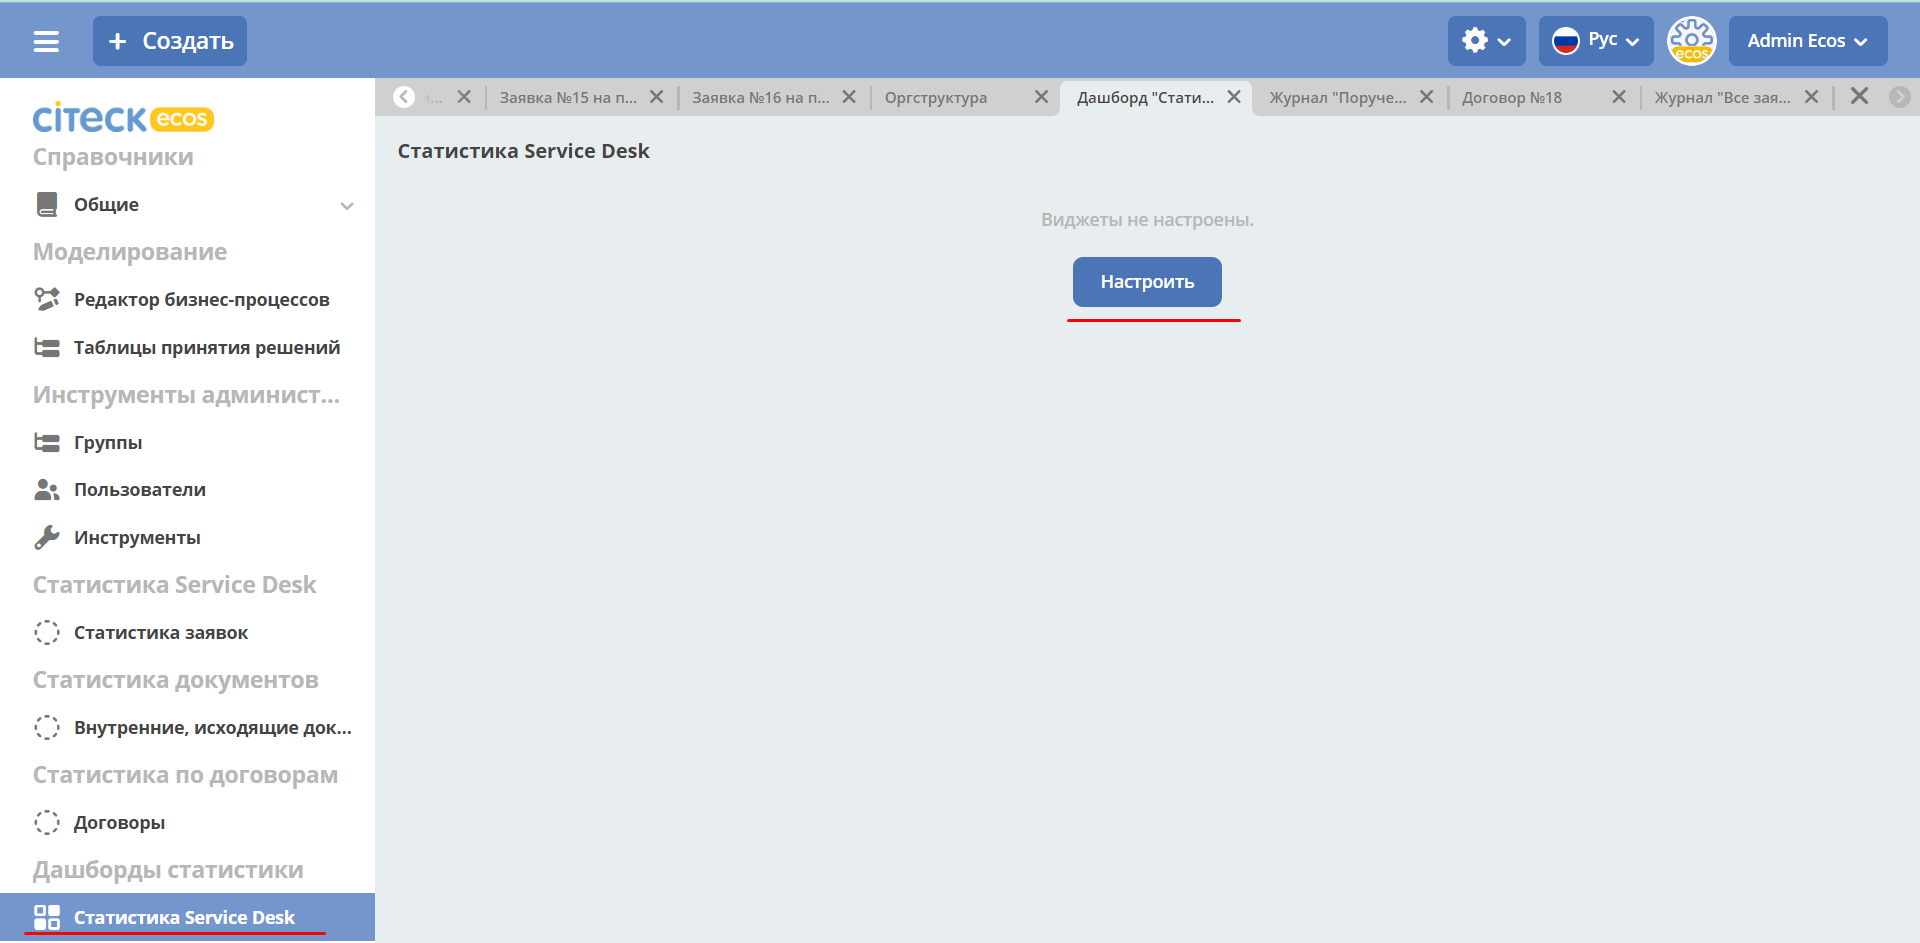 + Создать
Рус
ecos
Admin Ecos
citeck ecos
Заявка №15 на п...
Заявка №16 на п...
Оргструктура
Дашборд "Стати...
Журнал "Поруче...
Договор №18
Журнал "Все зая...
Справочники
Общие
Моделирование
Редактор бизнес-процессов
Таблицы принятия решений
Инструменты админист...
Группы
Пользователи
Инструменты
Статистика Service Desk
Статистика заявок
Статистика документов
Внутренние, исходящие док...
Статистика по договорам
Договоры
Дашборды статистики
Статистика Service Desk
Статистика Service Desk
Виджеты не настроены.
Настроить